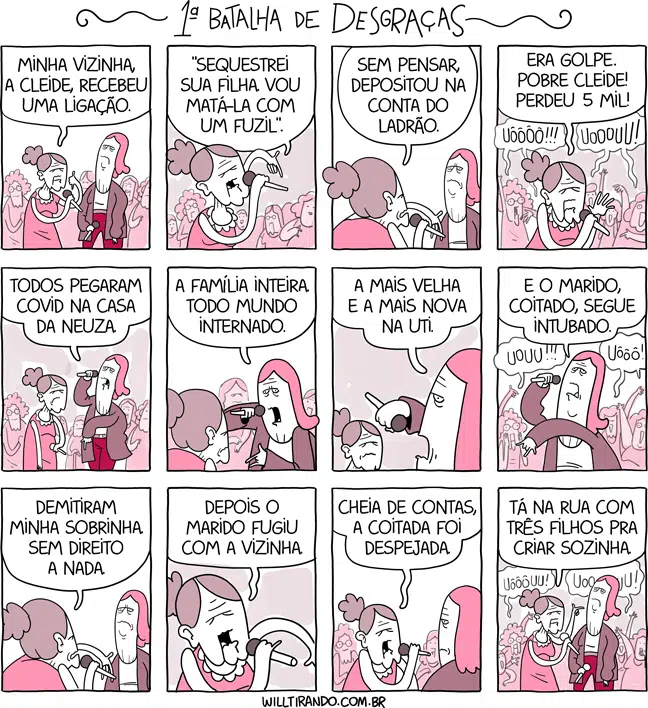 1ª BATALHA DE DESGRAÇAS
MINHA VIZINHA,
A CLEIDE, RECEBEU
UMA LIGAÇÃO.
"SEQUESTREI
SUA FILHA. VOU
MATÁ-LA COM
UM FUZIL".
SEM PENSAR,
DEPOSITOU NA
CONTA DO
LADRÃO.
ERA GOLPE.
POBRE CLEIDE!
PERDEU 5 MIL!
UÔÔÔÔ!!!
UOOOUU!
TODOS PEGARAM
COVID NA CASA
DA NEUZA.
A FAMÍLIA INTEIRA.
TODO MUNDO
INTERNADO.
A MAIS VELHA
E A MAIS NOVA
NA UTI.
E O MARIDO,
COITADO, SEGUE
INTUBADO.
UOUU!!!
UÔÔÔ!
DEMITIRAM
MINHA SOBRINHA.
SEM DIREITO
A NADA.
DEPOIS O
MARIDO FUGIU
COM A VIZINHA.
CHEIA DE CONTAS,
A COITADA FOI
DESPEJADA.
TÁ NA RUA COM
TRÊS FILHOS PRA
CRIAR SOZINHA.
UÔÔÔUU!
WILLTIRANDO.COM.BR